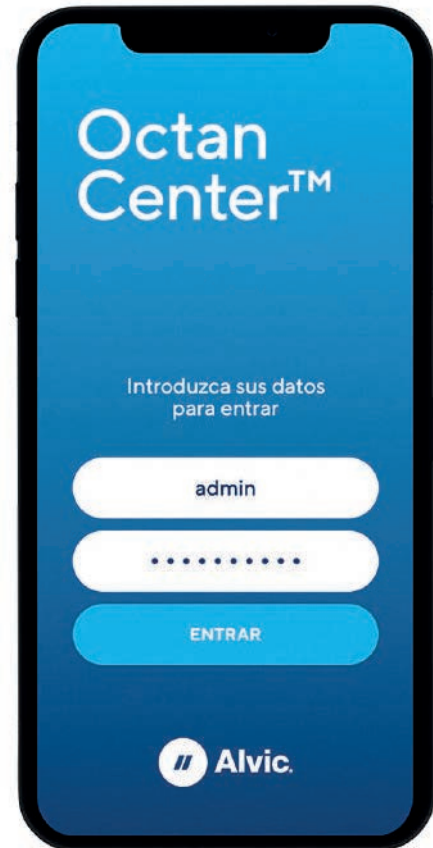 Octan
Center™
Introduzca sus datos
para entrar
admin
••••••••••
ENTRAR
Alvic.